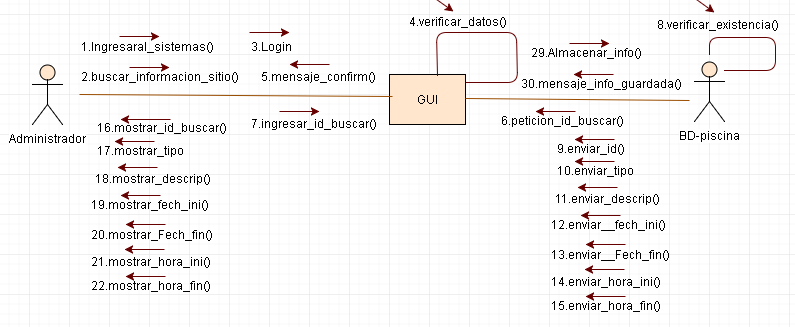 4.verificar_datos()
8.verificar_existencia()
1.Ingresaral_sistemas()
3.Login
29.Almacenar_info()
2.buscar_informacion_sitio()
5.mensaje_confirm()
30.mensaje_info_guardada()
GUI
Administrador
BD-piscina
16.mostrar_id_buscar()
7.ingresar_id_buscar()
6.peticion_id_buscar()
17.mostrar_tipo
9.enviar_id()
18.mostrar_descrip()
10.enviar_tipo
19.mostrar_fech_ini()
11.enviar_descrip()
20.mostrar_Fech_fin()
12.enviar__fech_ini()
21.mostrar_hora_ini()
13.enviar__Fech_fin()
22.mostrar_hora_fin()
14.enviar_hora_ini()
15.enviar_hora_fin()